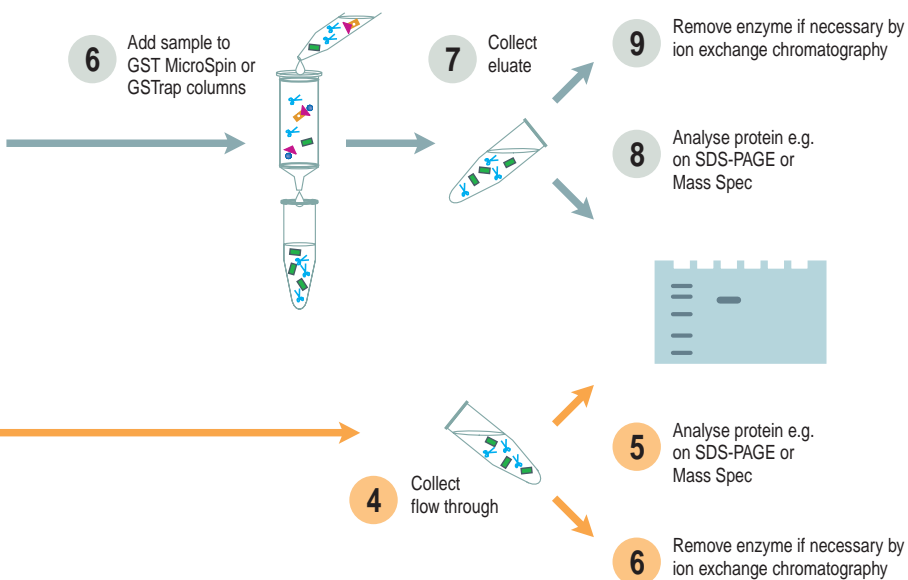 6
Add sample to
GST MicroSpin or
GSTrap columns
7
Collect
eluate
9
Remove enzyme if necessary by
ion exchange chromatography
8
Analyse protein e.g.
on SDS-PAGE or
Mass Spec
4
Collect
flow through
5
Analyse protein e.g.
on SDS-PAGE or
Mass Spec
6
Remove enzyme if necessary by
ion exchange chromatography